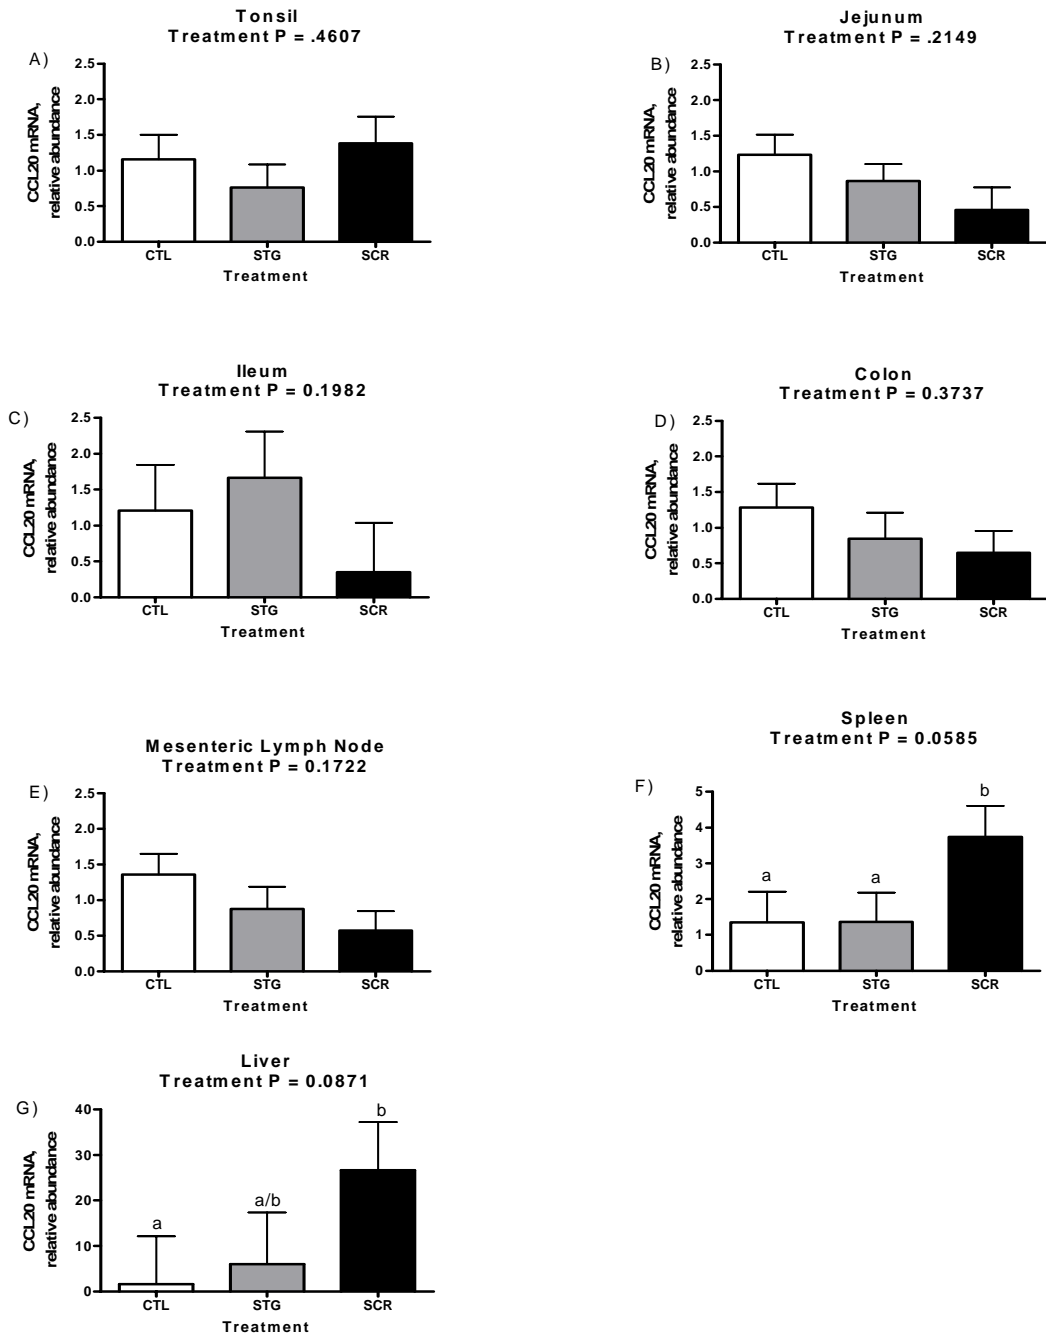 Tonsil
Treatment P = .4607
A)
CCL20 mRNA,
relative abundance
2.5
2.0
1.5
1.0
0.5
0.0
CTL
STG
SCR
Treatment
Jejunum
Treatment P = .2149
B)
CCL20 mRNA,
relative abundance
2.5
2.0
1.5
1.0
0.5
0.0
CTL
STG
SCR
Treatment
Ileum
Treatment P = 0.1982
C)
CCL20 mRNA,
relative abundance
2.5
2.0
1.5
1.0
0.5
0.0
CTL
STG
SCR
Treatment
Colon
Treatment P = 0.3737
D)
CCL20 mRNA,
relative abundance
2.5
2.0
1.5
1.0
0.5
0.0
CTL
STG
SCR
Treatment
Mesenteric Lymph Node
Treatment P = 0.1722
E)
CCL20 mRNA,
relative abundance
2.5
2.0
1.5
1.0
0.5
0.0
CTL
STG
SCR
Treatment
Spleen
Treatment P = 0.0585
F)
CCL20 mRNA,
relative abundance
5
4
3
2
1
0
a
a
b
CTL
STG
SCR
Treatment
Liver
Treatment P = 0.0871
G)
CCL20 mRNA,
relative abundance
40
30
20
10
0
a
a/b
b
CTL
STG
SCR
Treatment